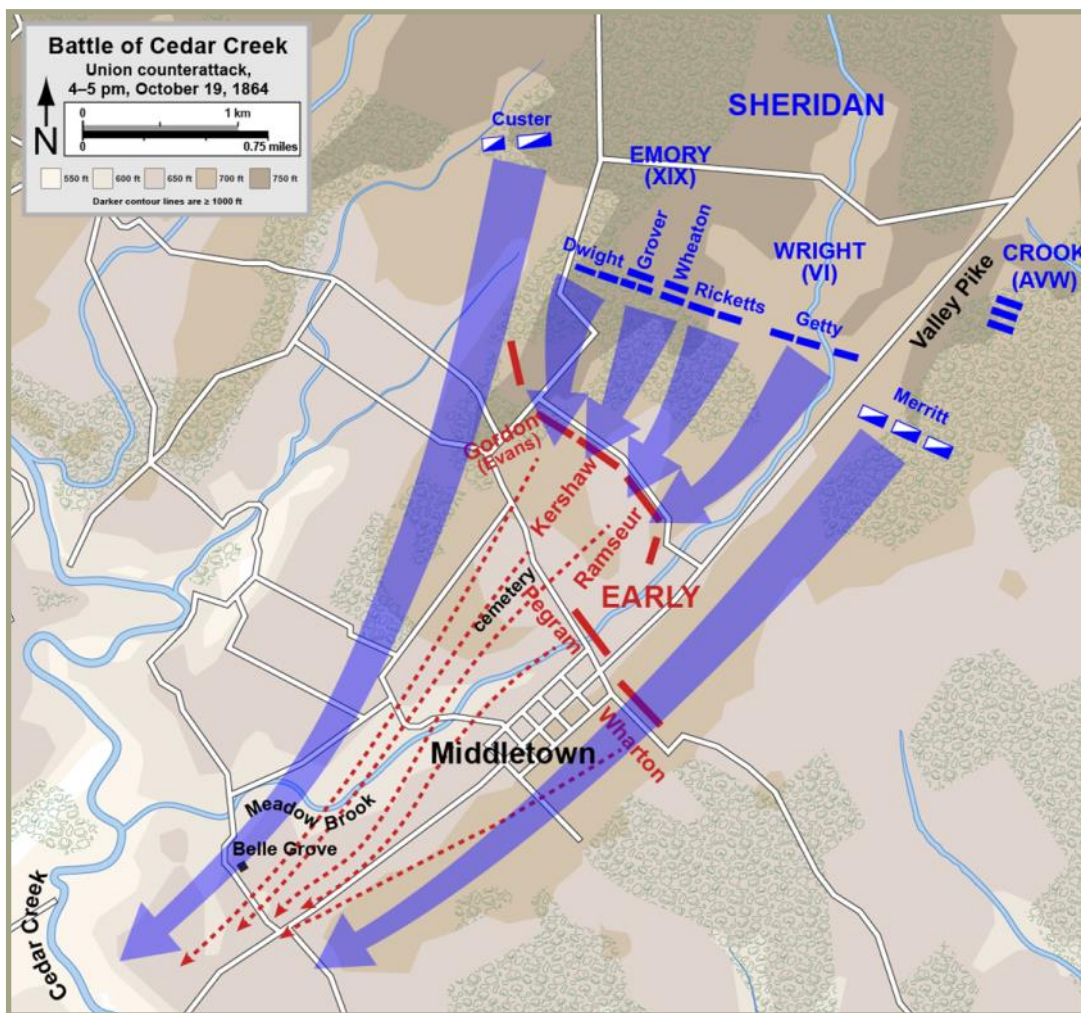 Battle of Cedar Creek
Union counterattack,
4–5 pm, October 19, 1864
N
0
1 km
0
0.75 miles
550 ft
600 ft
650 ft
700 ft
750 ft
Darker contour lines are ≥ 1000 ft
Custer
SHERIDAN
EMORY
(XIX)
Dwight
Grover
Wheaton
Ricketts
WRIGHT
(VI)
Getty
CROOK
(AVW)
Valley Pike
Merritt
Gordon
(Evans)
Kershaw
Ramseur
EARLY
cemetery
Pegram
Wharton
Middletown
Meadow Brook
Belle Grove
Cedar Creek